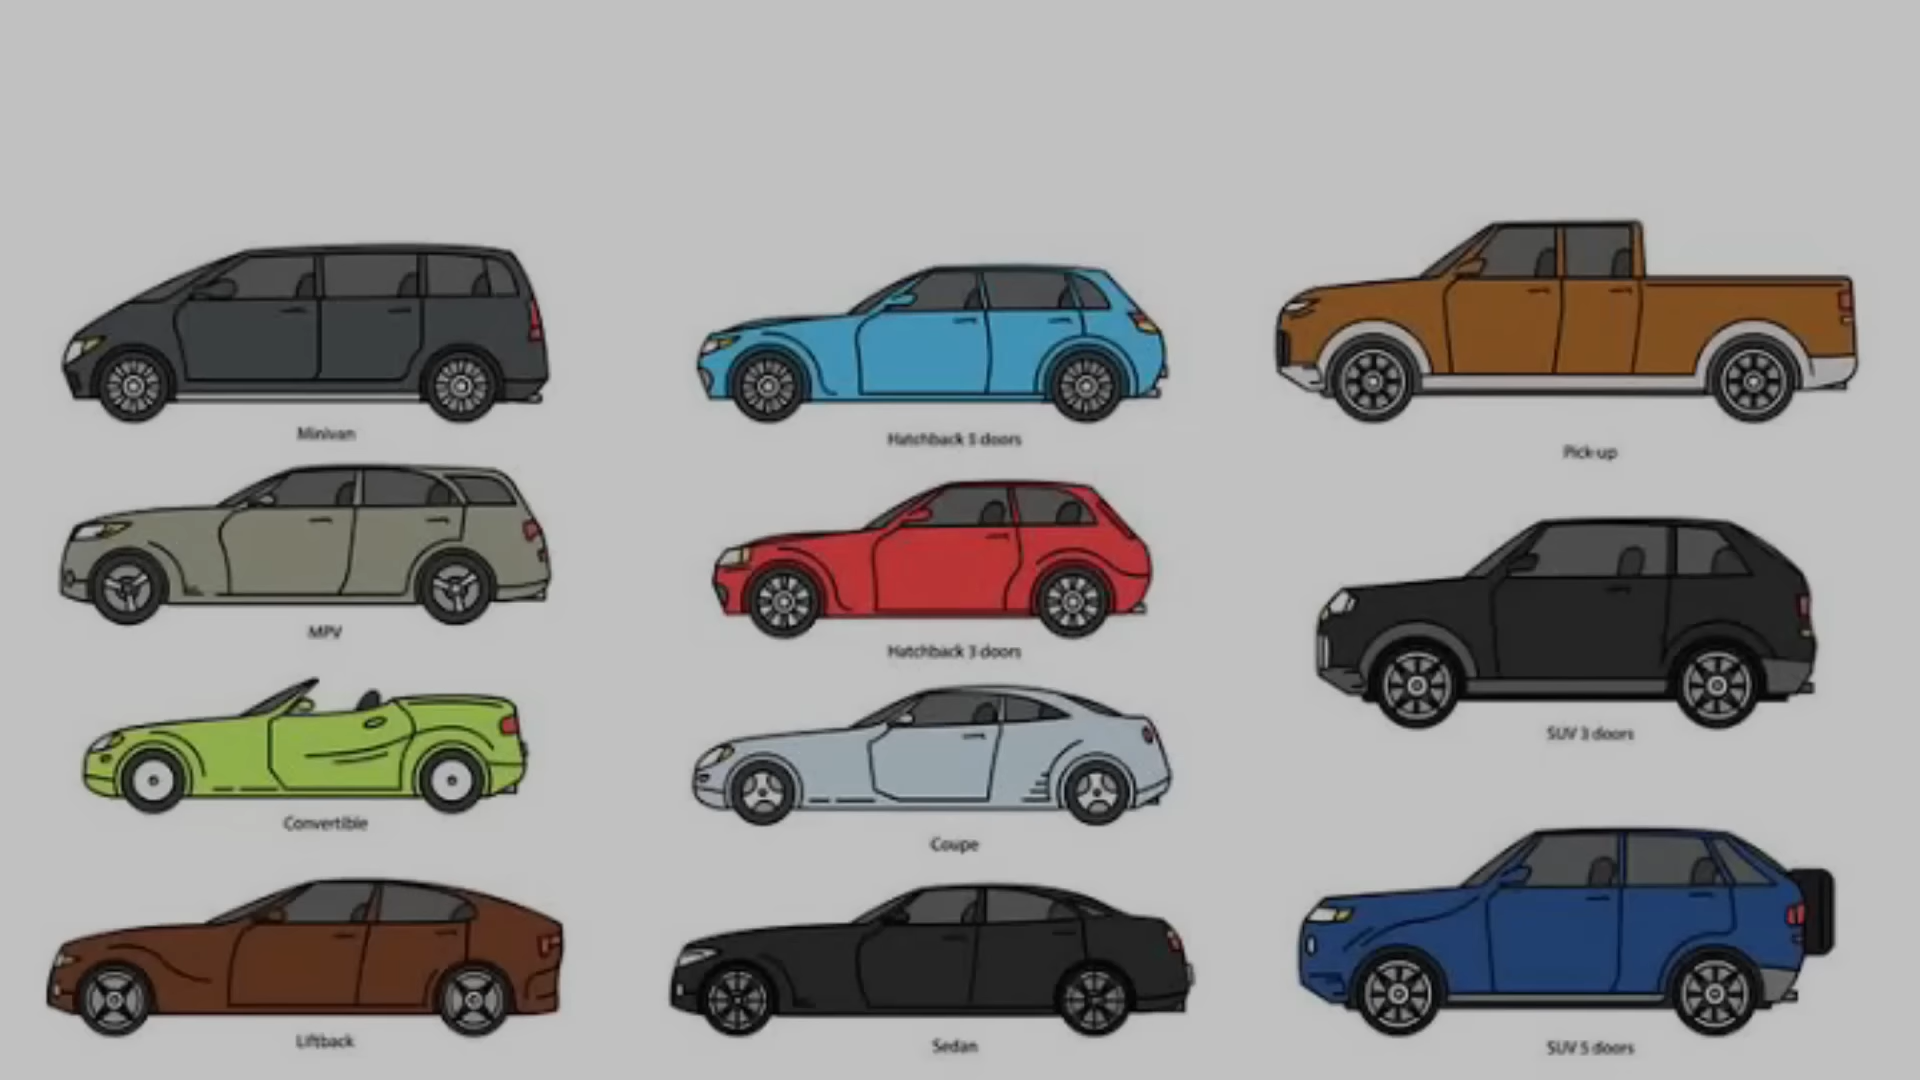 Minivan
Hatchback 5 doors
Pick-up
MPV
Hatchback 3 doors
SUV 3 doors
Convertible
Coupe
Liftback
Sedan
SUV 5 doors